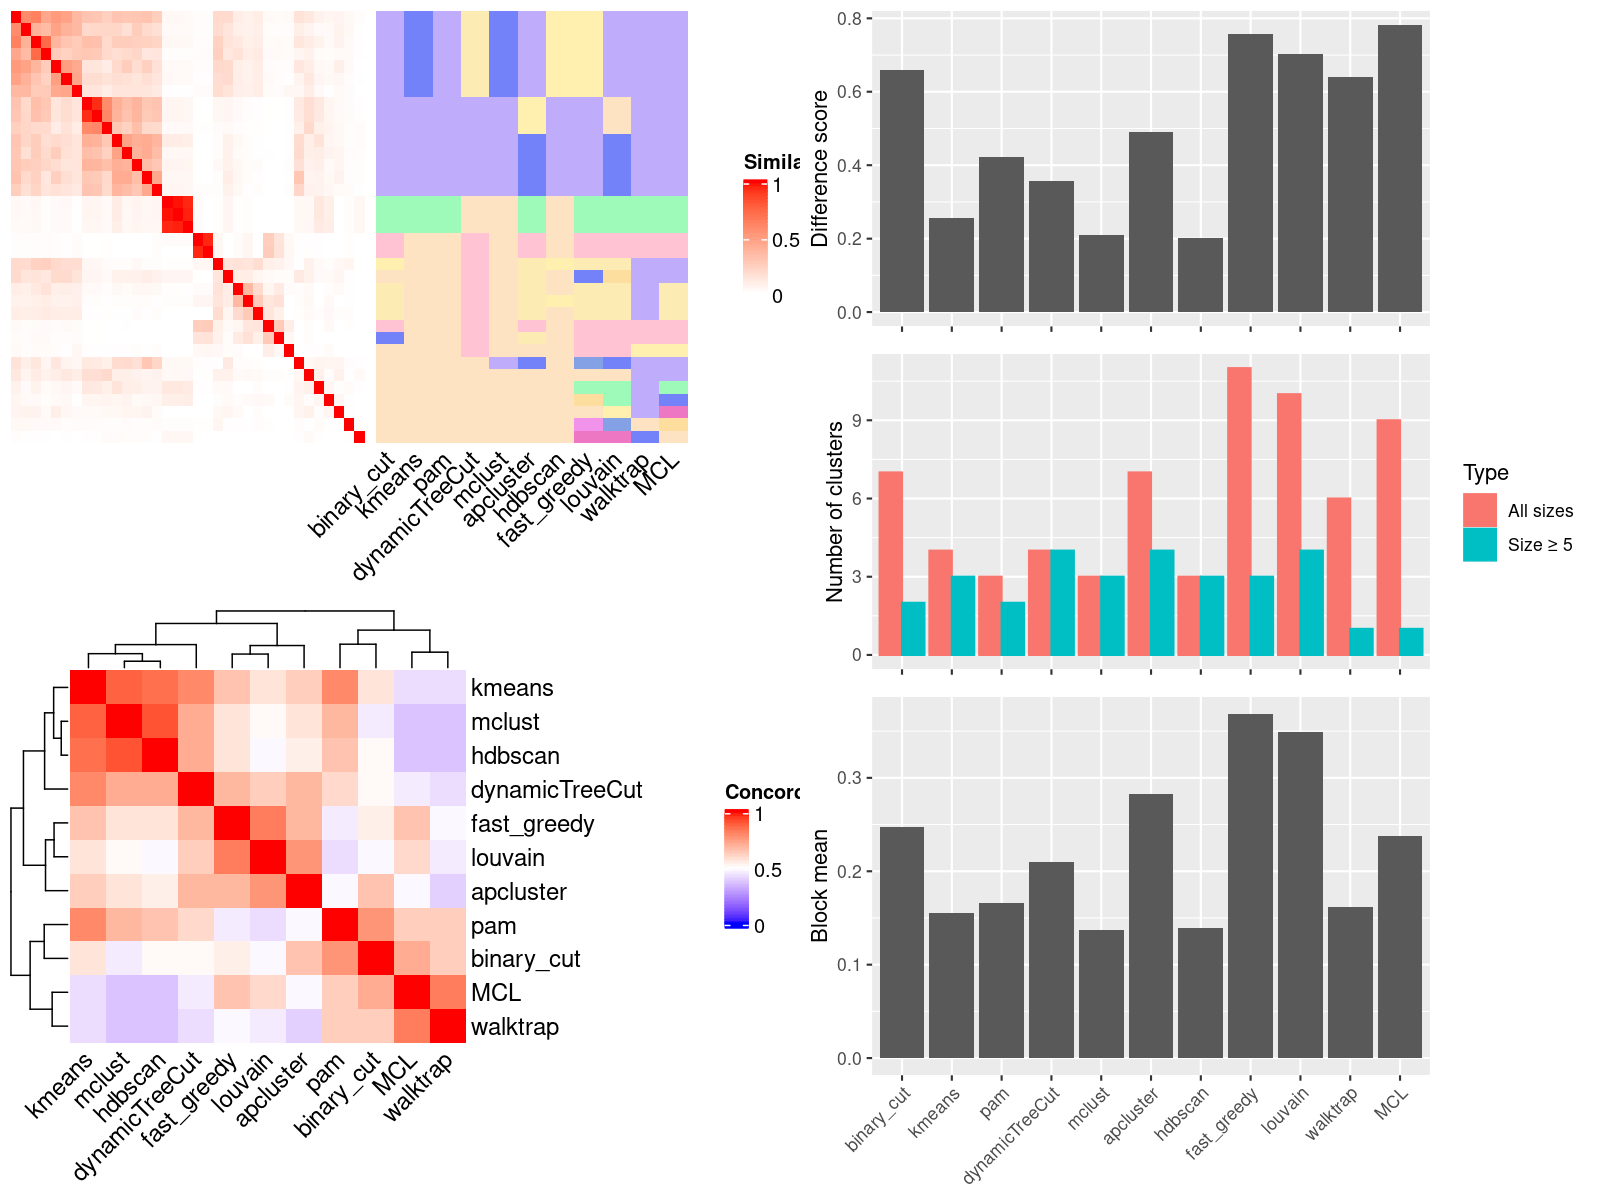 Simila
1
0.5
0
binary_cut
kmeans
pam
dynamicTreeCut
mclust
apcluster
hdbscan
fast_greedy
louvain
walktrap
MCL
kmeans
mclust
hdbscan
dynamicTreeCut
fast_greedy
louvain
apcluster
pam
binary_cut
MCL
walktrap
kmeans
mclust
hdbscan
dynamicTreeCut
fast_greedy
louvain
apcluster
pam
binary_cut
MCL
walktrap
Concord
1
0.5
0
Difference score
0.8
0.6
0.4
0.2
0.0
Number of clusters
9
6
3
0
Type
All sizes
Size ≥ 5
Block mean
0.3
0.2
0.1
0.0
binary_cut
kmeans
pam
dynamicTreeCut
mclust
apcluster
hdbscan
fast_greedy
louvain
walktrap
MCL